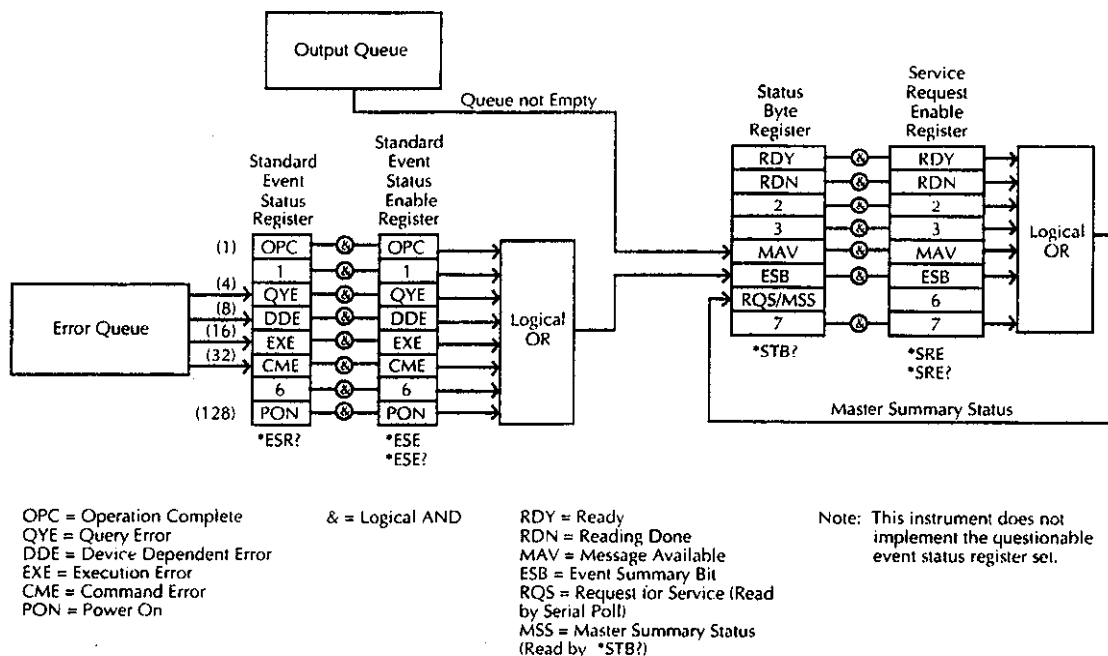 Output Queue
Queue not Empty
Standard
Event
Status
Register
Standard
Event
Status
Enable
Register
Status
Byte
Register
Service
Request
Enable
Register
Error Queue
(1)
(4)
(8)
(16)
(32)
(128)
OPC & OPC
1 & 1
QYE & QYE
DDE & DDE
EXE & EXE
CME & CME
6 & 6
PON & PON
*ESR?
*ESE
*ESE?
Logical
OR
RDY & RDY
RDN & RDN
2 & 2
3 & 3
MAV & MAV
ESB & ESB
RQS/MSS 6
7 & 7
*STB?
*SRE
*SRE?
Logical
OR
Master Summary Status
OPC = Operation Complete
QYE = Query Error
DDE = Device Dependent Error
EXE = Execution Error
CME = Command Error
PON = Power On
& = Logical AND
RDY = Ready
RDN = Reading Done
MAV = Message Available
ESB = Event Summary Bit
RQS = Request for Service (Read
by Serial Poll)
MSS = Master Summary Status
(Read by *STB?)
Note: This instrument does not
implement the questionable
event status register set.